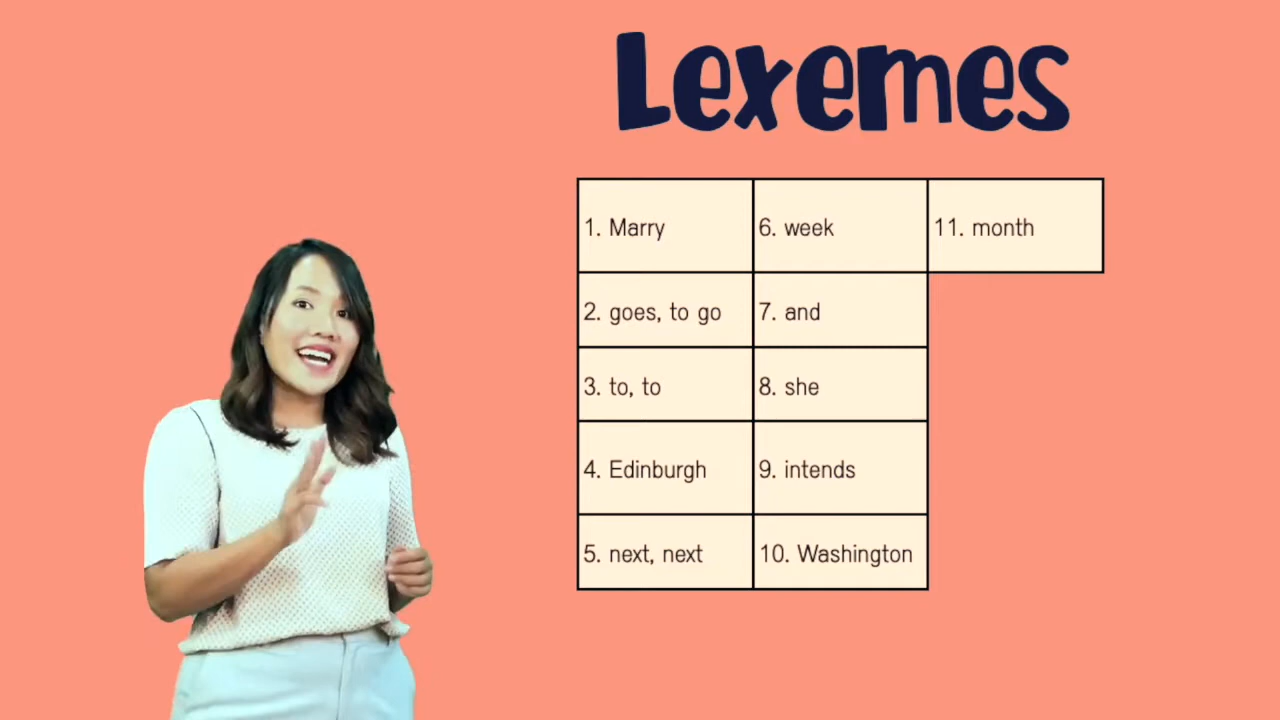 Lexemes
1. Marry
6. week
11. month
2. goes, to go
7. and
3. to, to
8. she
4. Edinburgh
9. intends
5. next, next
10. Washington